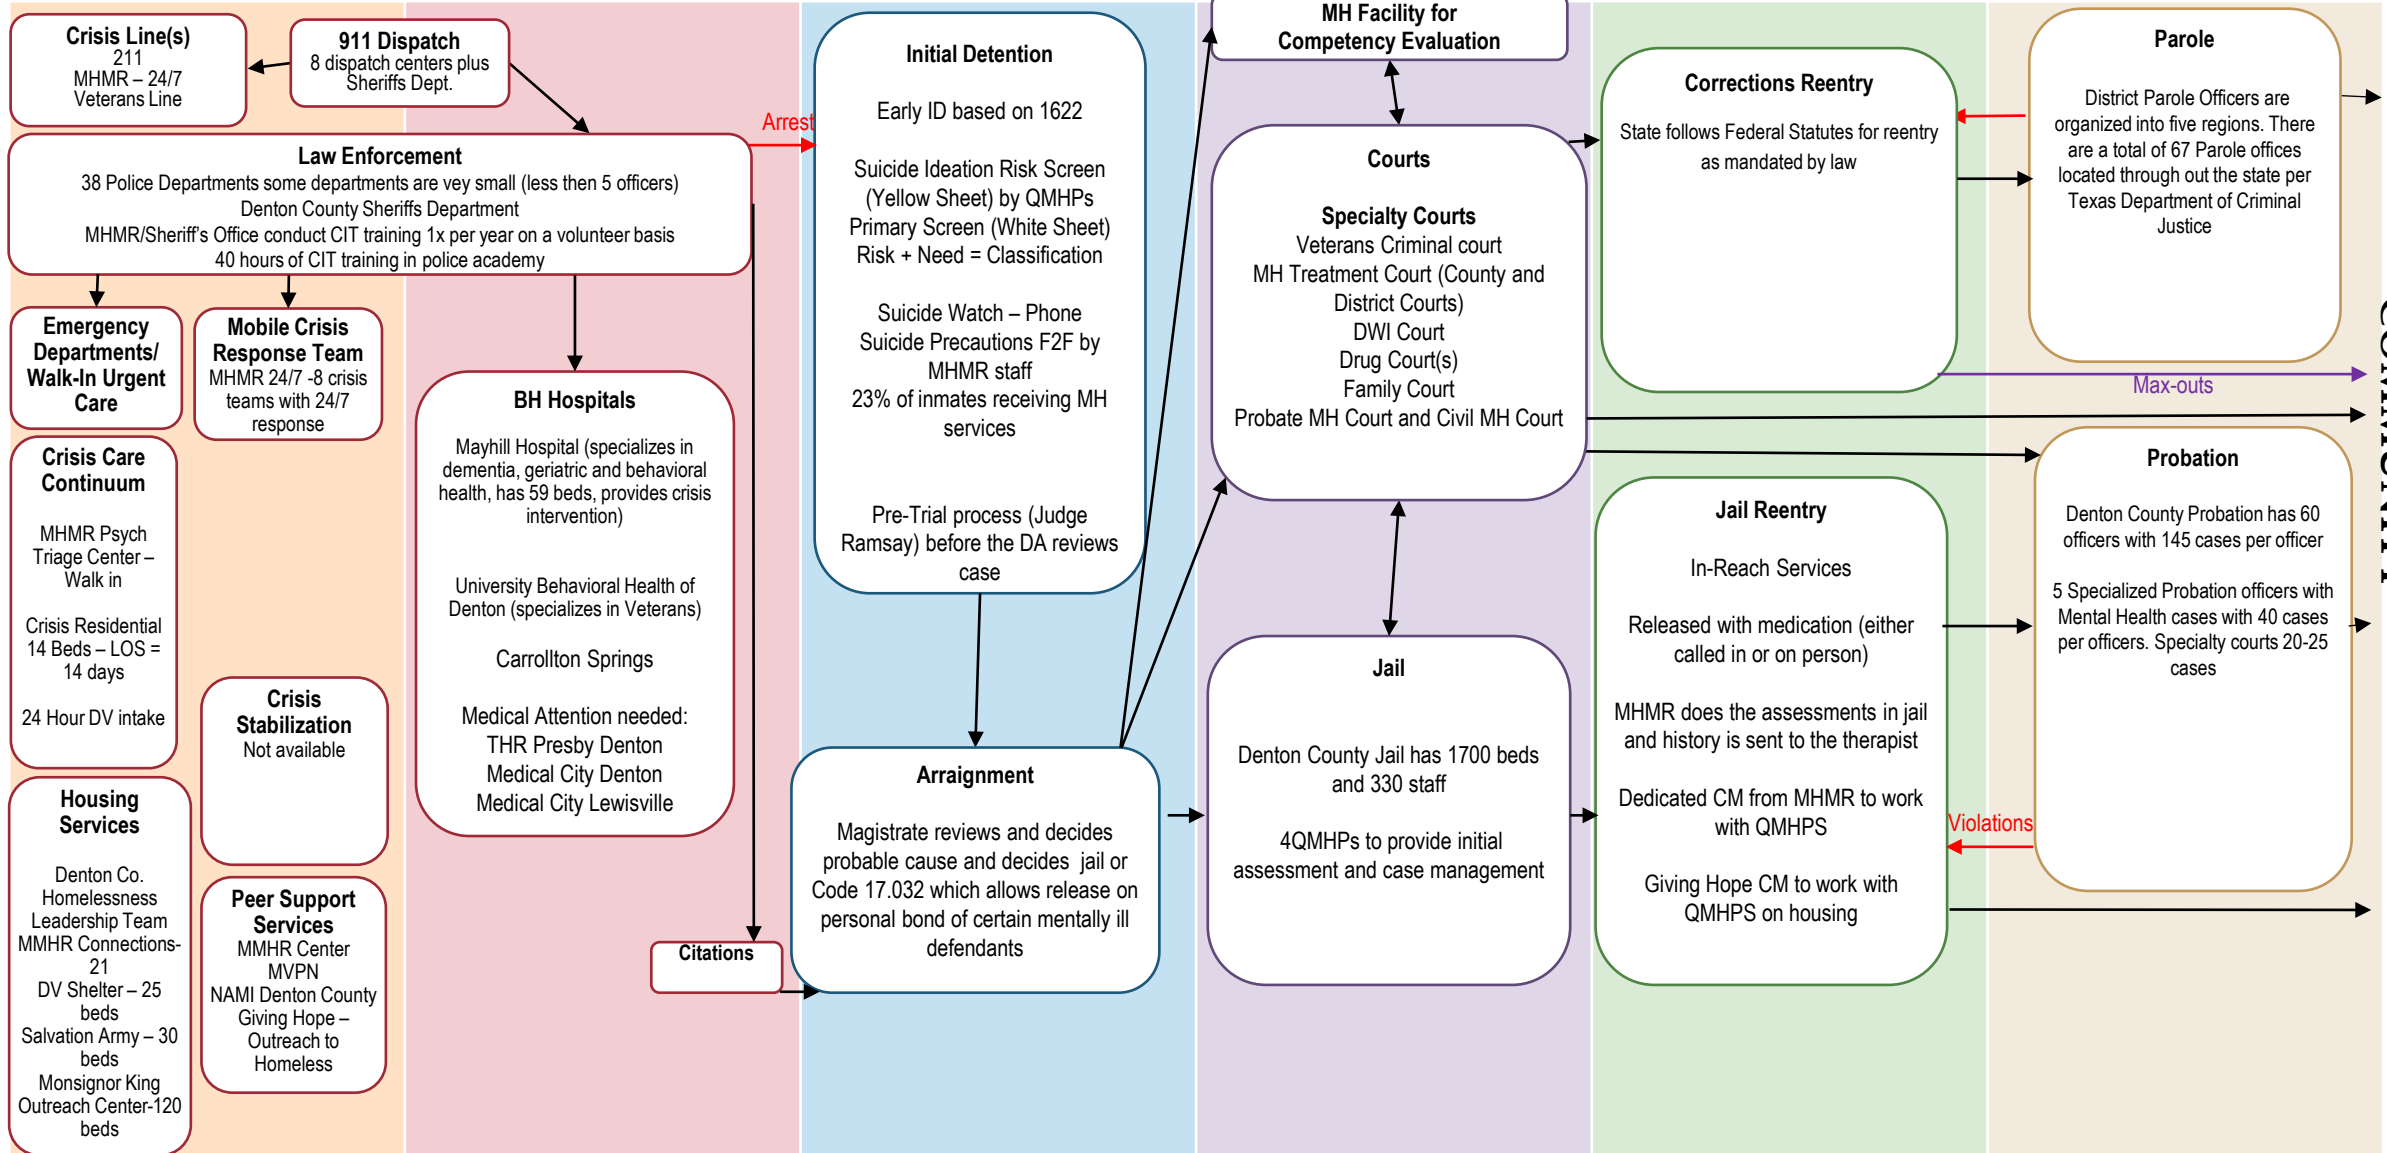 Crisis Line(s)
211
MHMR – 24/7
Veterans Line
911 Dispatch
8 dispatch centers plus
Sheriffs Dept.
Law Enforcement
38 Police Departments some departments are vey small (less then 5 officers)
Denton County Sheriffs Department
MHMR/Sheriff's Office conduct CIT training 1x per year on a volunteer basis
40 hours of CIT training in police academy
Arrest
Emergency
Departments/
Walk-In Urgent
Care
Mobile Crisis
Response Team
MHMR 24/7 -8 crisis
teams with 24/7
response
Crisis Care
Continuum
MHMR Psych
Triage Center –
Walk in
Crisis Residential
14 Beds – LOS =
14 days
24 Hour DV intake
Crisis
Stabilization
Not available
Housing
Services
Denton Co.
Homelessness
Leadership Team
MMHR Connections-
21
DV Shelter – 25
beds
Salvation Army – 30
beds
Monsignor King
Outreach Center-120
beds
Peer Support
Services
MMHR Center
MVPN
NAMI Denton County
Giving Hope –
Outreach to
Homeless
BH Hospitals
Mayhill Hospital (specializes in
dementia, geriatric and behavioral
health, has 59 beds, provides crisis
intervention)
University Behavioral Health of
Denton (specializes in Veterans)
Carrollton Springs
Medical Attention needed:
THR Presby Denton
Medical City Denton
Medical City Lewisville
Citations
Initial Detention
Early ID based on 1622
Suicide Ideation Risk Screen
(Yellow Sheet) by QMHPs
Primary Screen (White Sheet)
Risk + Need = Classification
Suicide Watch – Phone
Suicide Precautions F2F by
MHMR staff
23% of inmates receiving MH
services
Pre-Trial process (Judge
Ramsay) before the DA reviews
case
Arraignment
Magistrate reviews and decides
probable cause and decides  jail or
Code 17.032 which allows release on
personal bond of certain mentally ill
defendants
MH Facility for
Competency Evaluation
Courts
Specialty Courts
Veterans Criminal court
MH Treatment Court (County and
District Courts)
DWI Court
Drug Court(s)
Family Court
Probate MH Court and Civil MH Court
Jail
Denton County Jail has 1700 beds
and 330 staff
4QMHPs to provide initial
assessment and case management
Corrections Reentry
State follows Federal Statutes for reentry
as mandated by law
Jail Reentry
In-Reach Services
Released with medication (either
called in or on person)
MHMR does the assessments in jail
and history is sent to the therapist
Dedicated CM from MHMR to work
with QMHPS
Giving Hope CM to work with
QMHPS on housing
Parole
District Parole Officers are
organized into five regions. There
are a total of 67 Parole offices
located through out the state per
Texas Department of Criminal
Justice
Max-outs
Probation
Denton County Probation has 60
officers with 145 cases per officer
5 Specialized Probation officers with
Mental Health cases with 40 cases
per officers. Specialty courts 20-25
cases
Violations
COMMUNITY